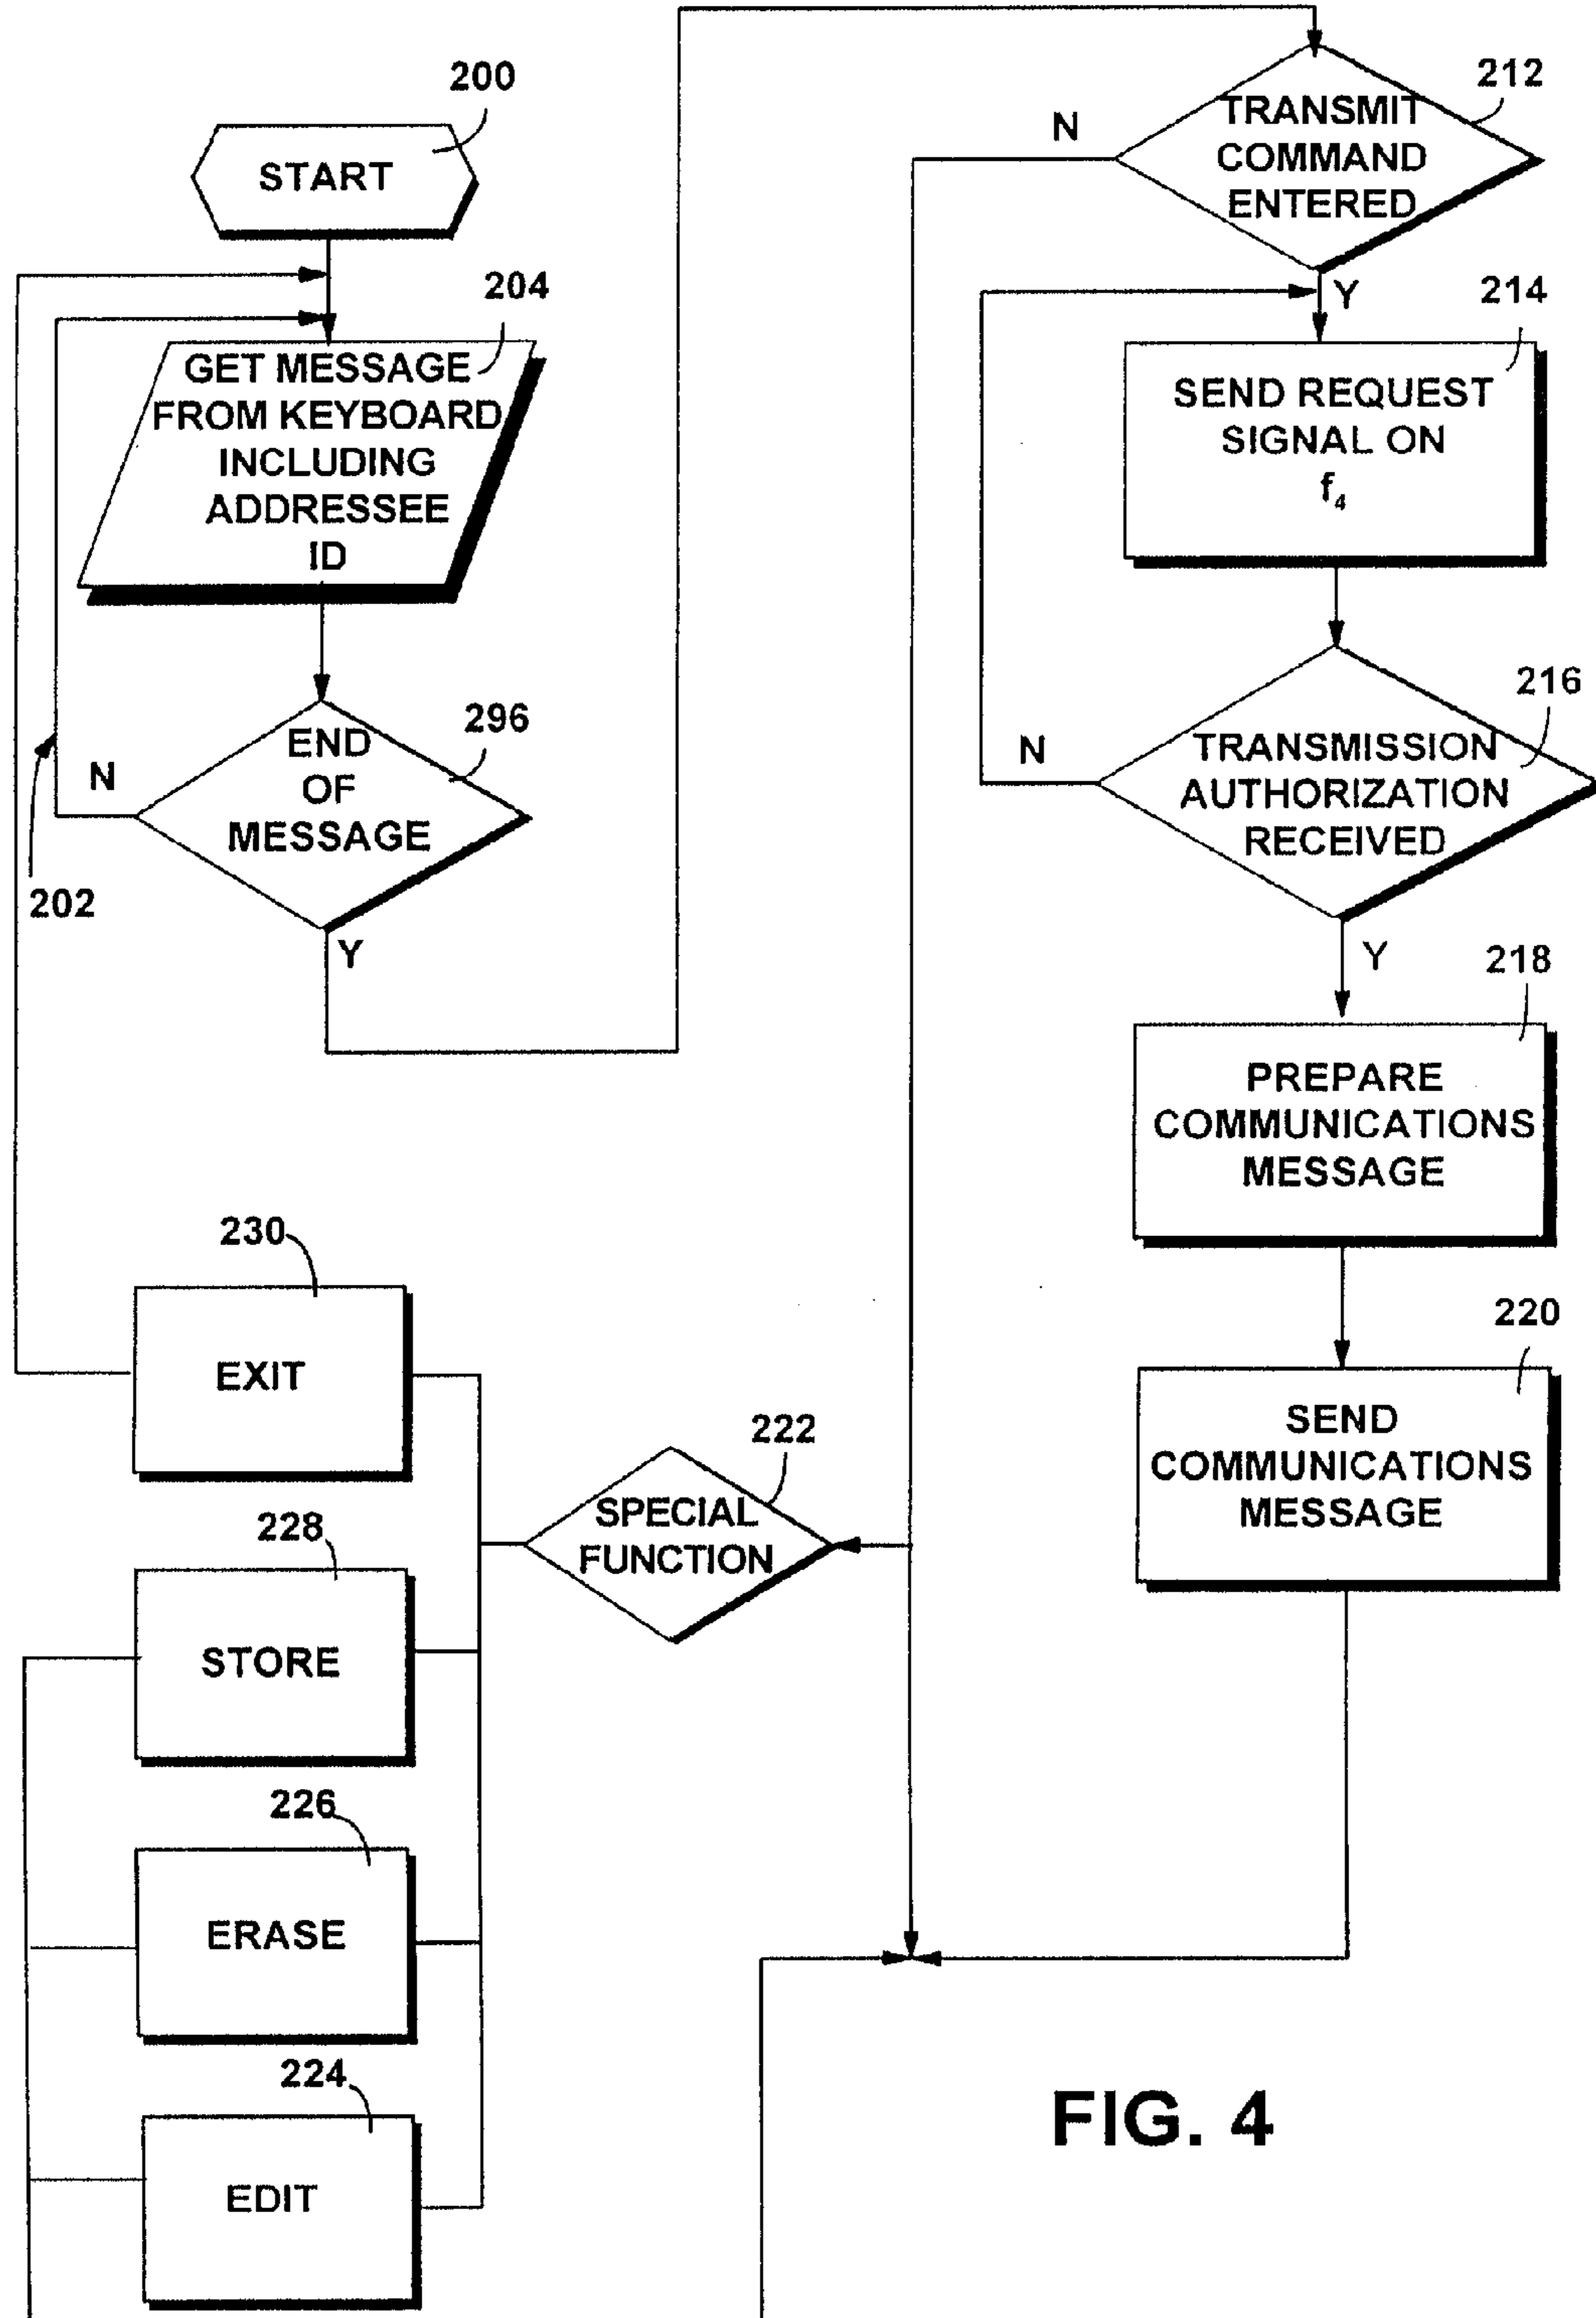 200
START
204
GET MESSAGE
FROM KEYBOARD
INCLUDING
ADDRESSEE
ID
296
END
OF
MESSAGE
N
202
Y
212
TRANSMIT
COMMAND
ENTERED
N
Y
214
SEND REQUEST
SIGNAL ON
f₄
216
TRANSMISSION
AUTHORIZATION
RECEIVED
N
Y
218
PREPARE
COMMUNICATIONS
MESSAGE
220
SEND
COMMUNICATIONS
MESSAGE
222
SPECIAL
FUNCTION
230
EXIT
228
STORE
226
ERASE
224
EDIT
FIG. 4